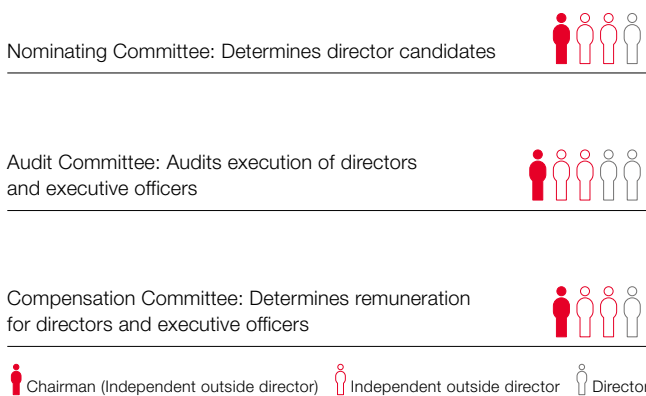 Nominating Committee: Determines director candidates
Audit Committee: Audits execution of directors
and executive officers
Compensation Committee: Determines remuneration
for directors and executive officers
Chairman (Independent outside director) Independent outside director Director